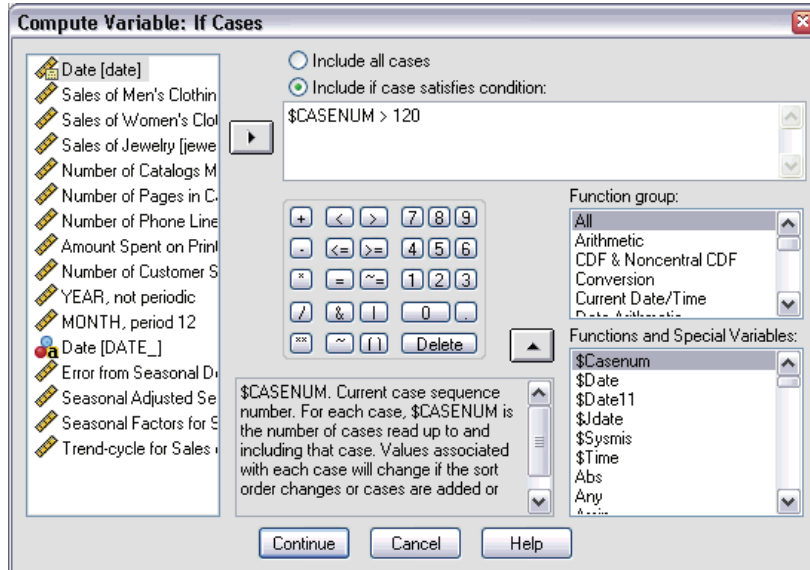 Compute Variable: If Cases
Date [date]
Sales of Men's Clothin
Sales of Women's Clot
Sales of Jewelry [jewe
Number of Catalogs M
Number of Pages in C
Number of Phone Line
Amount Spent on Print
Number of Customer S
YEAR, not periodic
MONTH, period 12
Date [DATE_]
Error from Seasonal D
Seasonal Adjusted Se
Seasonal Factors for S
Trend-cycle for Sales
Include all cases
Include if case satisfies condition:
$CASENUM > 120
+ < > 7 8 9
- <= >= 4 5 6
* = ~= 1 2 3
/ & | 0 .
** ~ () Delete
Function group:
All
Arithmetic
CDF & Noncentral CDF
Conversion
Current Date/Time
Date Arithmetic
Functions and Special Variables:
$Casenum
$Date
$Date11
$Jdate
$Sysmis
$Time
Abs
Any
$CASENUM. Current case sequence
number. For each case, $CASENUM is
the number of cases read up to and
including that case. Values associated
with each case will change if the sort
order changes or cases are added or
Continue Cancel Help